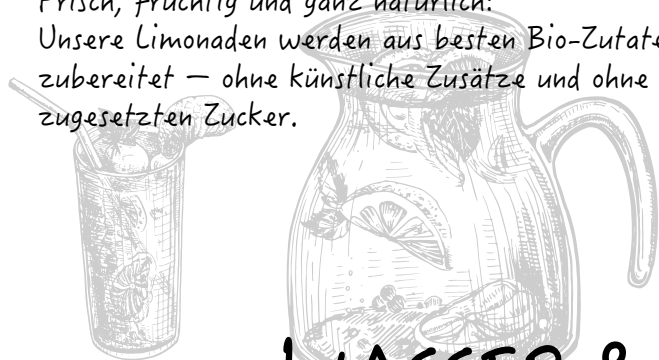 Frisch, fruchtig und ganz natürlich:
Unsere Limonaden werden aus besten Bio-Zutate
zubereitet – ohne künstliche Zusätze und ohne
zugesetzten Zucker.
WASSER &